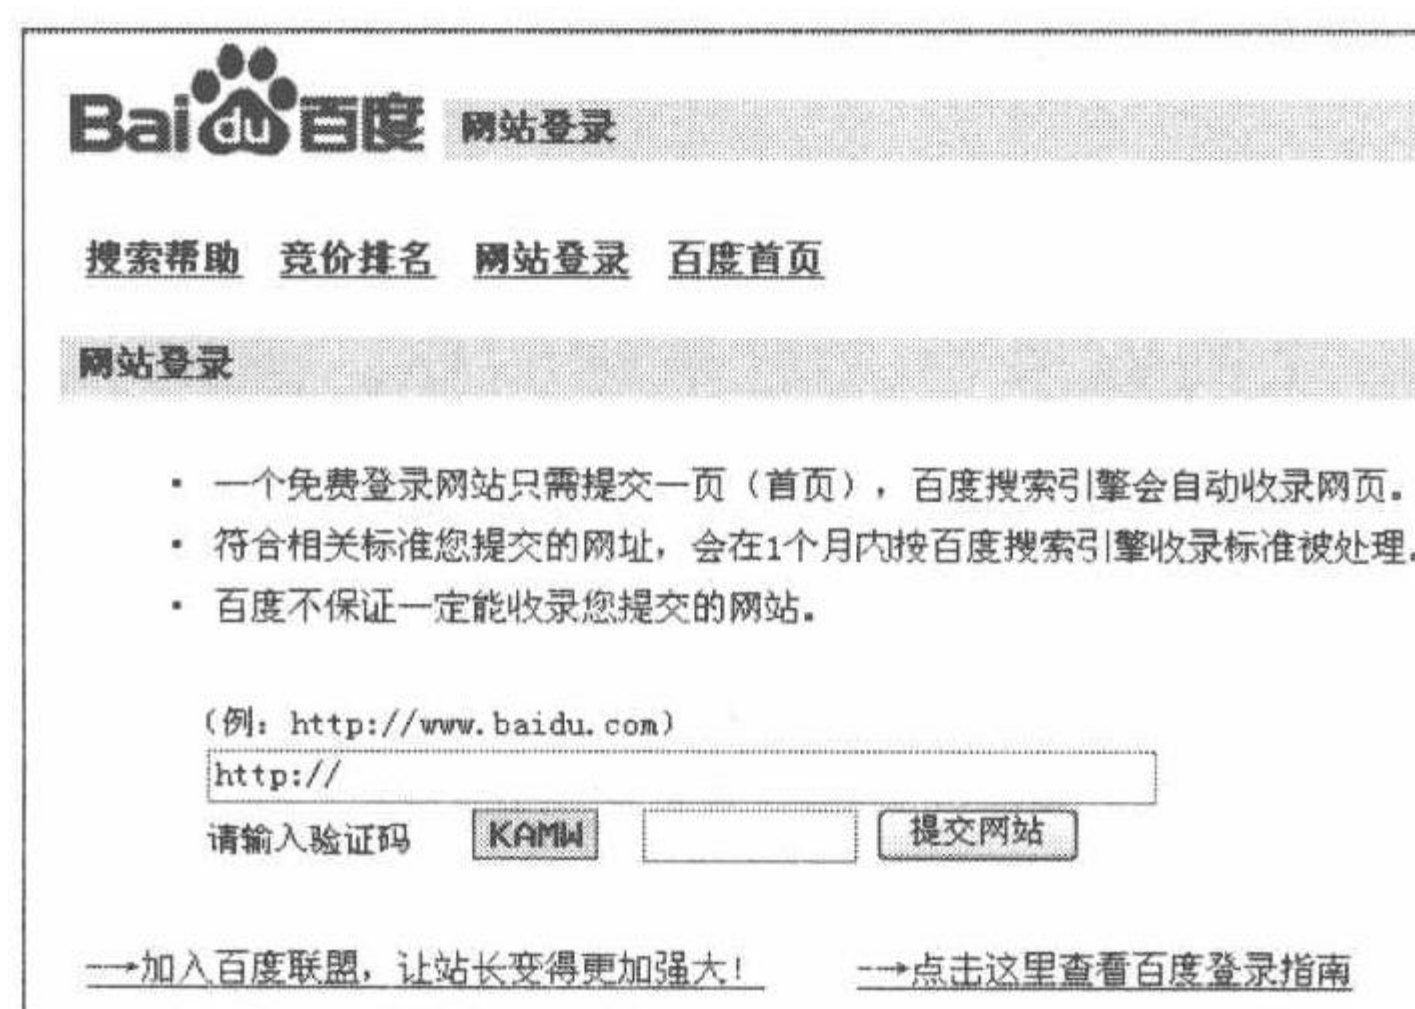 Bai du 百度 网站登录
搜索帮助 竞价排名 网站登录 百度首页
网站登录
· 一个免费登录网站只需提交一页（首页），百度搜索引擎会自动收录网页。
· 符合相关标准您提交的网址，会在1个月内按百度搜索引擎收录标准被处理。
· 百度不保证一定能收录您提交的网站。
(例：http://www.baidu.com)
http://
请输入验证码 KAMW 提交网站
-→加入百度联盟，让站长变得更加强大！ -→点击这里查看百度登录指南